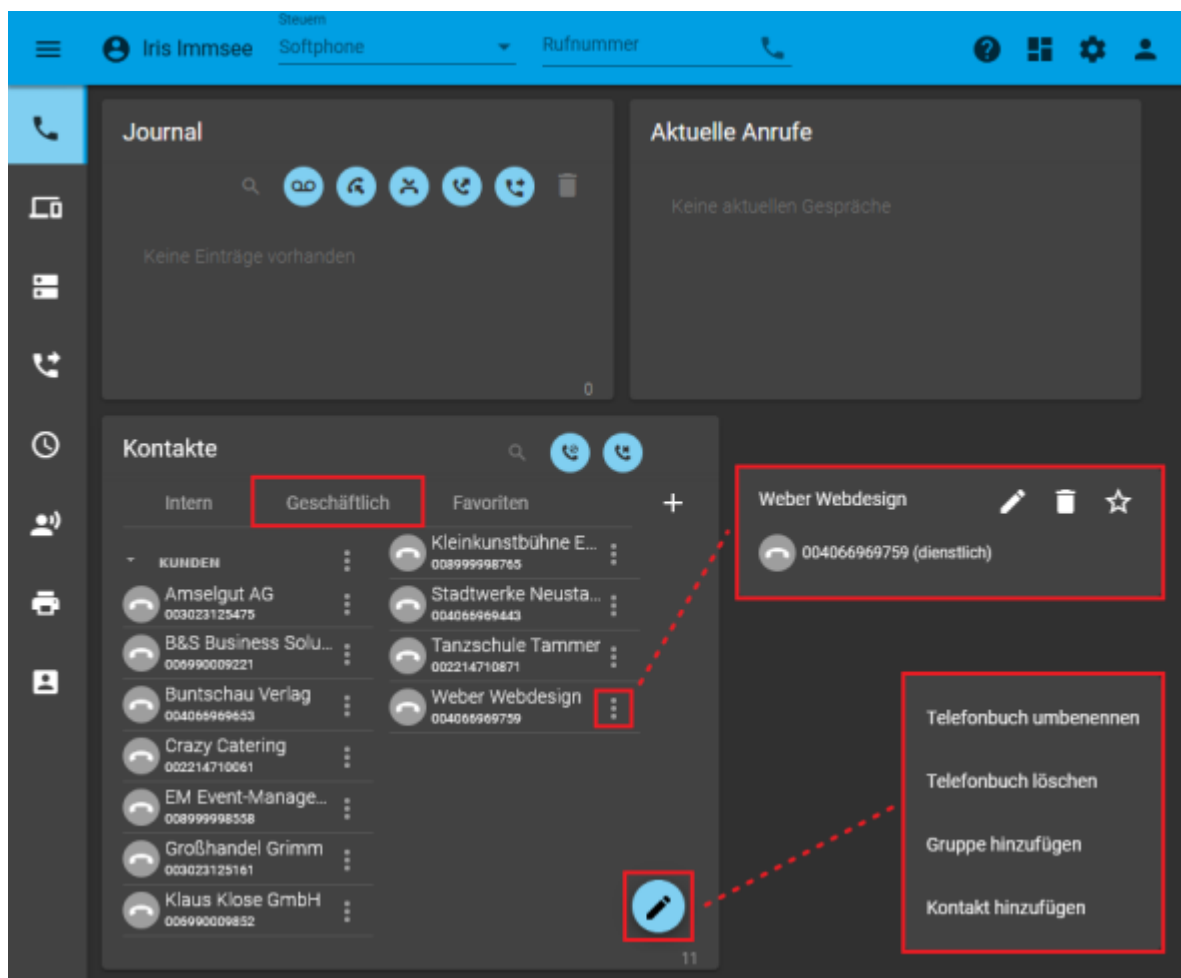 Steuern
Iris Immsee
Softphone
Rufnummer
Journal
Keine Einträge vorhanden
0
Aktuelle Anrufe
Keine aktuellen Gespräche
Kontakte
Intern
Geschäftlich
Favoriten
KUNDEN
Amselgut AG
003023125475
B&S Business Solu...
006990009221
Buntschau Verlag
004066969653
Crazy Catering
002214710061
EM Event-Manage...
008999998558
Großhandel Grimm
003023125161
Klaus Klose GmbH
006990009852
Kleinkunstbühne E...
008999998765
Stadtwerke Neusta...
004066969443
Tanzschule Tammer
002214710871
Weber Webdesign
004066969759
11
Weber Webdesign
004066969759 (dienstlich)
Telefonbuch umbenennen
Telefonbuch löschen
Gruppe hinzufügen
Kontakt hinzufügen